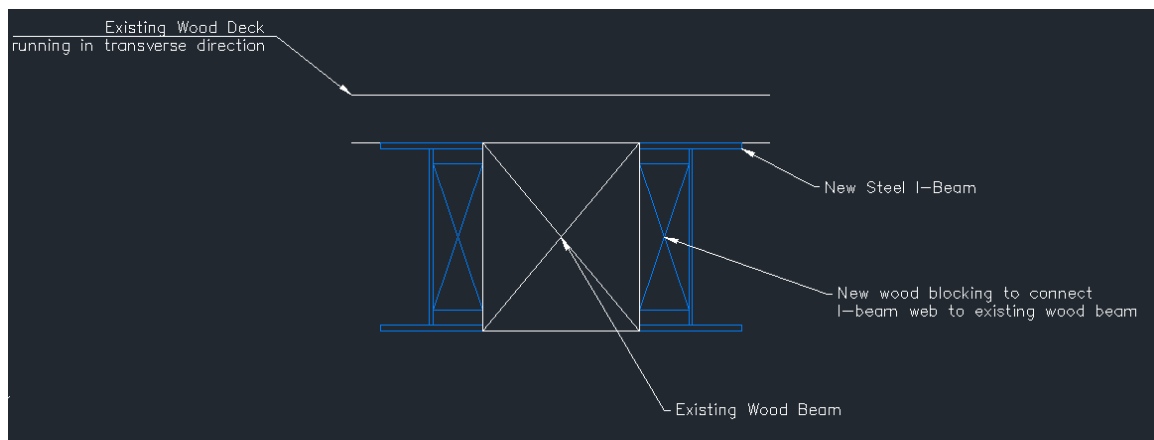 Existing Wood Deck
running in transverse direction
New Steel I-Beam
New wood blocking to connect
I-beam web to existing wood beam
Existing Wood Beam